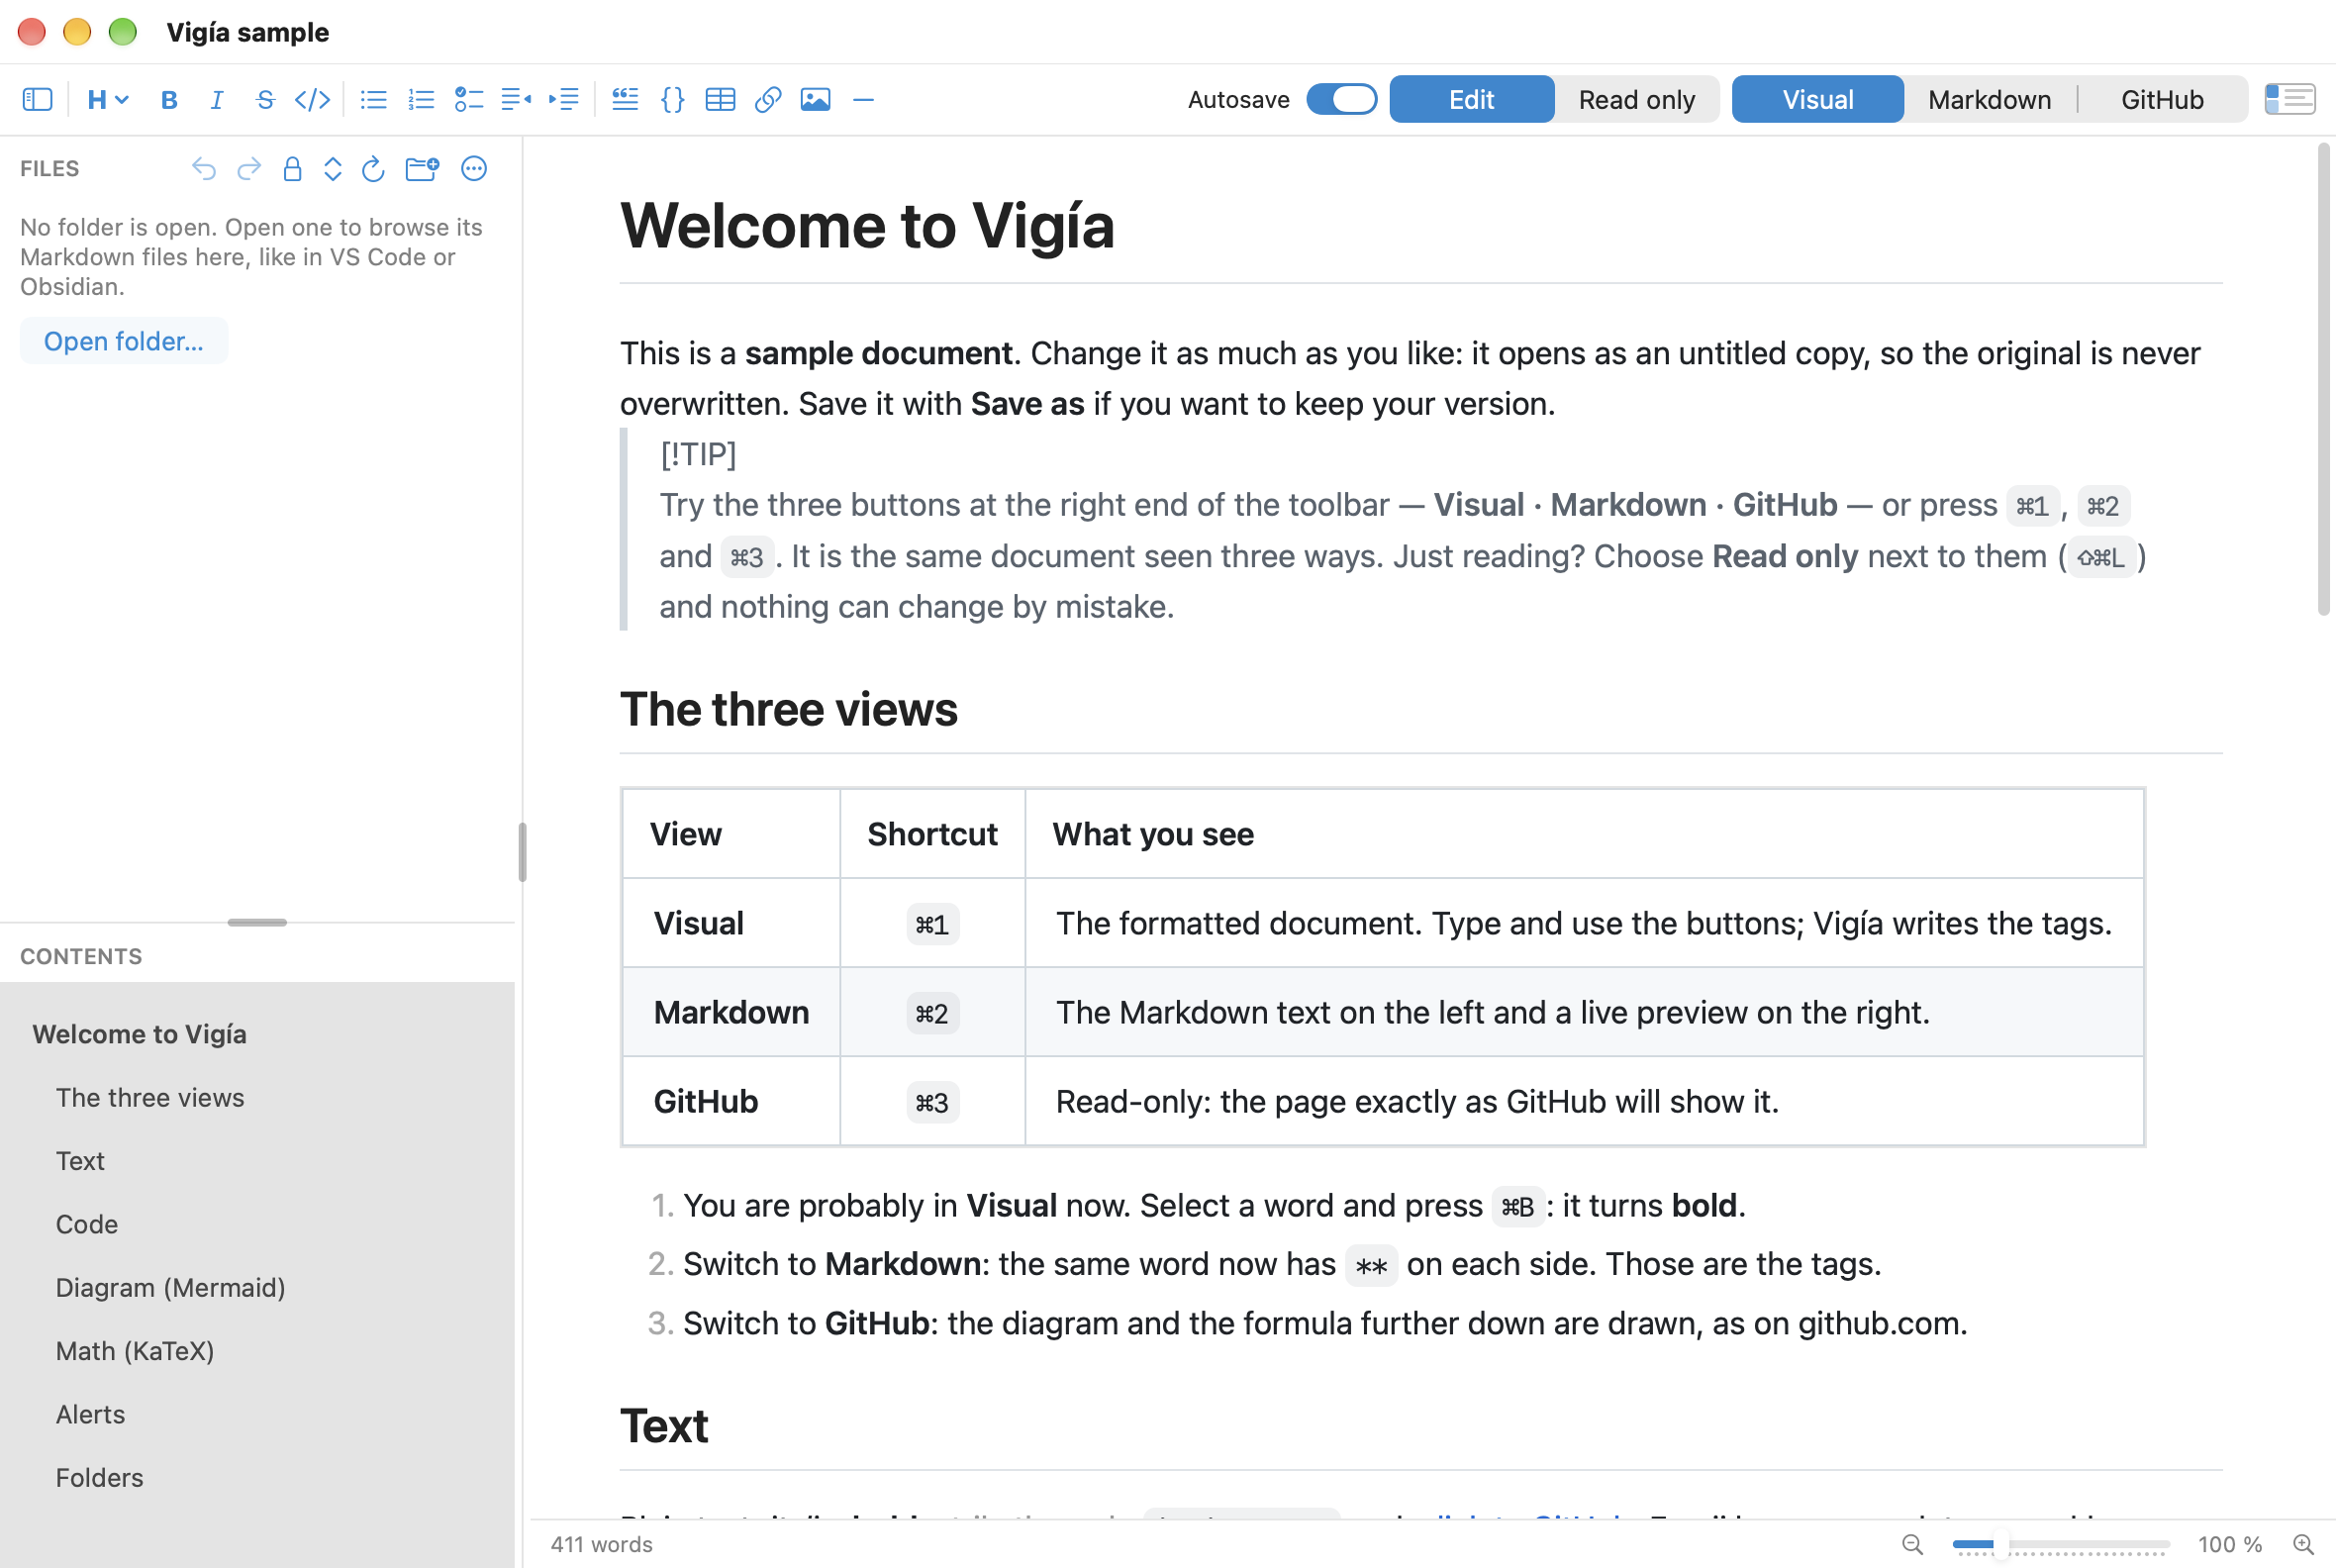 Vigía sample
H B I S </>
Autosave Edit Read only Visual Markdown GitHub
FILES
No folder is open. Open one to browse its
Markdown files here, like in VS Code or
Obsidian.
Open folder...
CONTENTS
Welcome to Vigía
The three views
Text
Code
Diagram (Mermaid)
Math (KaTeX)
Alerts
Folders
Welcome to Vigía
This is a sample document. Change it as much as you like: it opens as an untitled copy, so the original is never
overwritten. Save it with Save as if you want to keep your version.
[!TIP]
Try the three buttons at the right end of the toolbar — Visual · Markdown · GitHub — or press ⌘1, ⌘2
and ⌘3. It is the same document seen three ways. Just reading? Choose Read only next to them (⇧⌘L)
and nothing can change by mistake.
The three views
View Shortcut What you see
Visual ⌘1 The formatted document. Type and use the buttons; Vigía writes the tags.
Markdown ⌘2 The Markdown text on the left and a live preview on the right.
GitHub ⌘3 Read-only: the page exactly as GitHub will show it.
1. You are probably in Visual now. Select a word and press ⌘B: it turns bold.
2. Switch to Markdown: the same word now has ** on each side. Those are the tags.
3. Switch to GitHub: the diagram and the formula further down are drawn, as on github.com.
Text
411 words
100 %